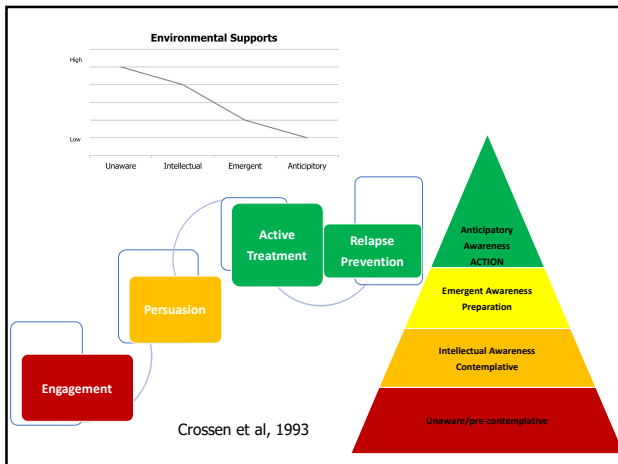 Environmental Supports
High
Low
Unaware
Intellectual
Emergent
Anticipitory
Active
Treatment
Relapse
Prevention
Persuasion
Engagement
Anticipatory
Awareness
ACTION
Emergent Awareness
Preparation
Intellectual Awareness
Contemplative
Unaware/pre-contemplative
Crossen et al, 1993